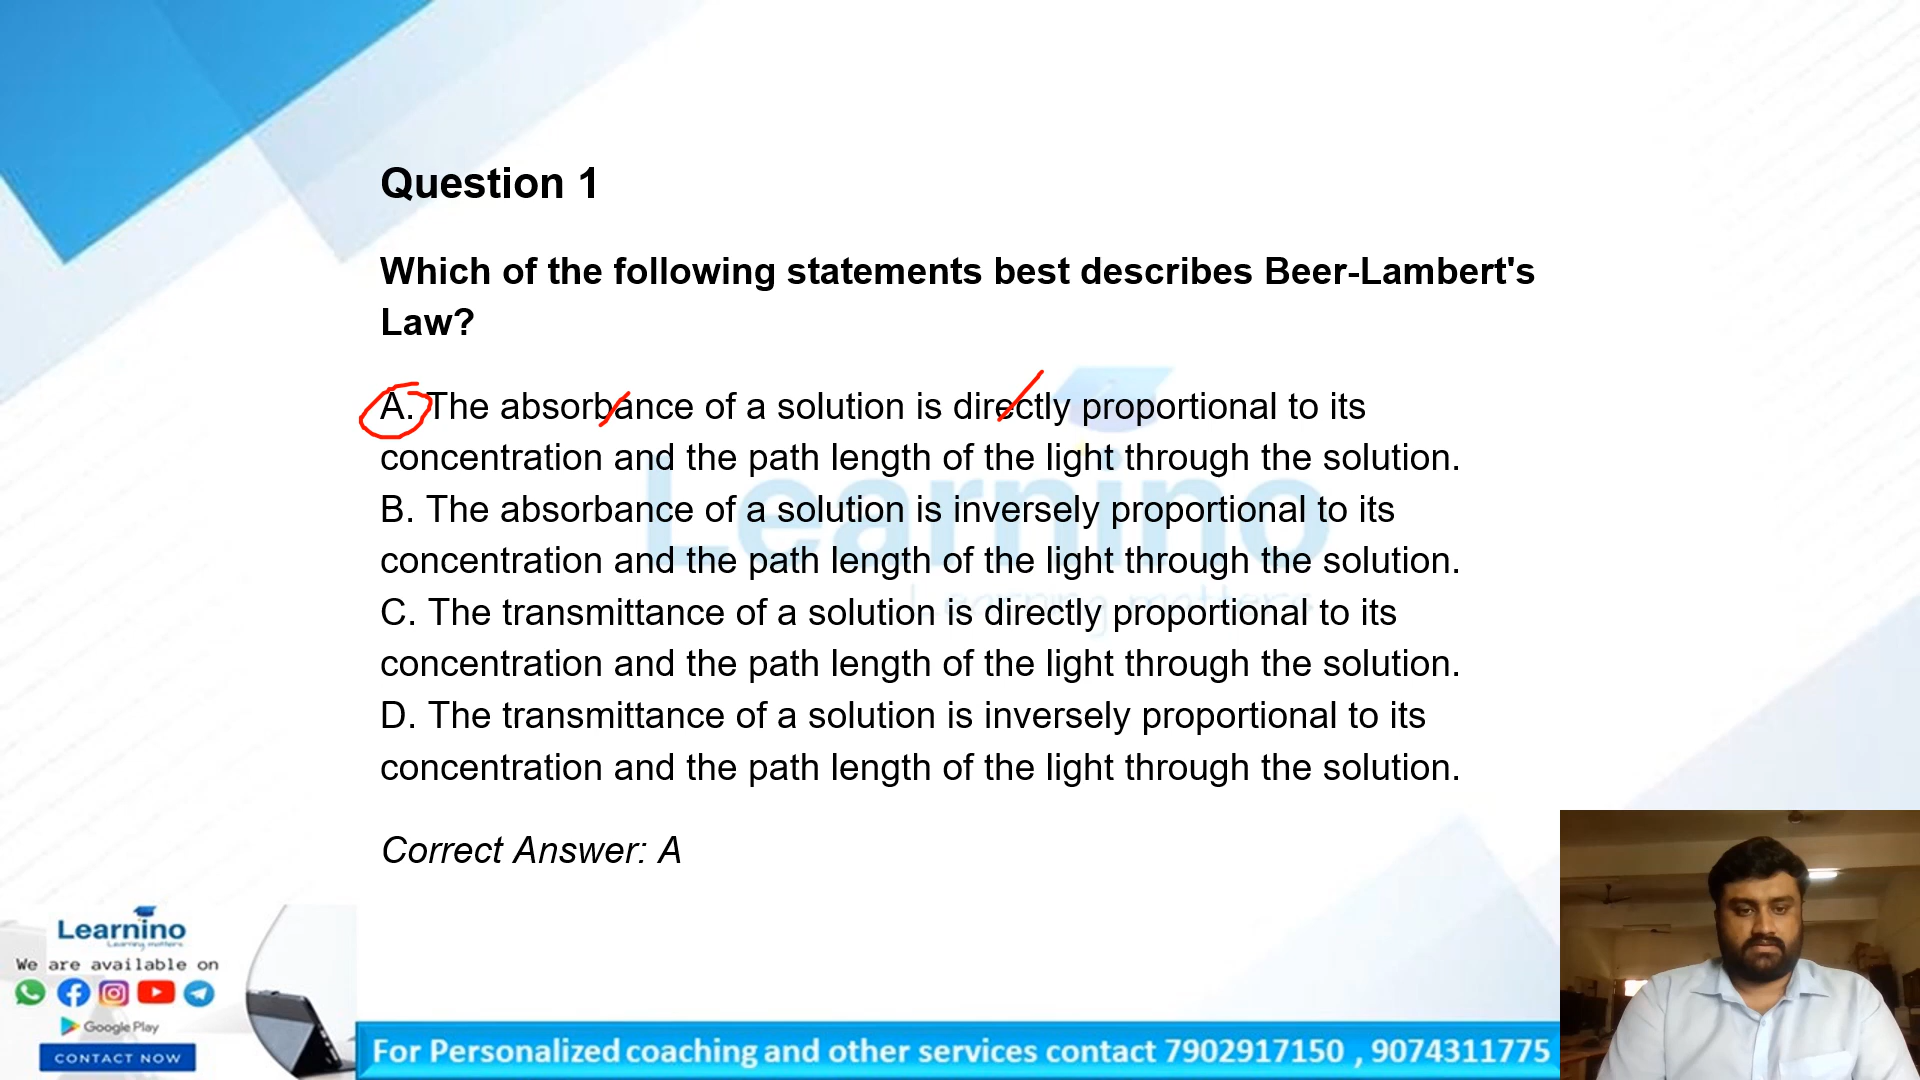 Question 1
Which of the following statements best describes Beer-Lambert's
Law?
A. The absorbance of a solution is directly proportional to its
concentration and the path length of the light through the solution.
B. The absorbance of a solution is inversely proportional to its
concentration and the path length of the light through the solution.
C. The transmittance of a solution is directly proportional to its
concentration and the path length of the light through the solution.
D. The transmittance of a solution is inversely proportional to its
concentration and the path length of the light through the solution.
Correct Answer: A
Learnino
Learning matters
Learnino
Learning matters
We are available on
Google Play
CONTACT NOW
For Personalized coaching and other services contact 7902917150 , 9074311775